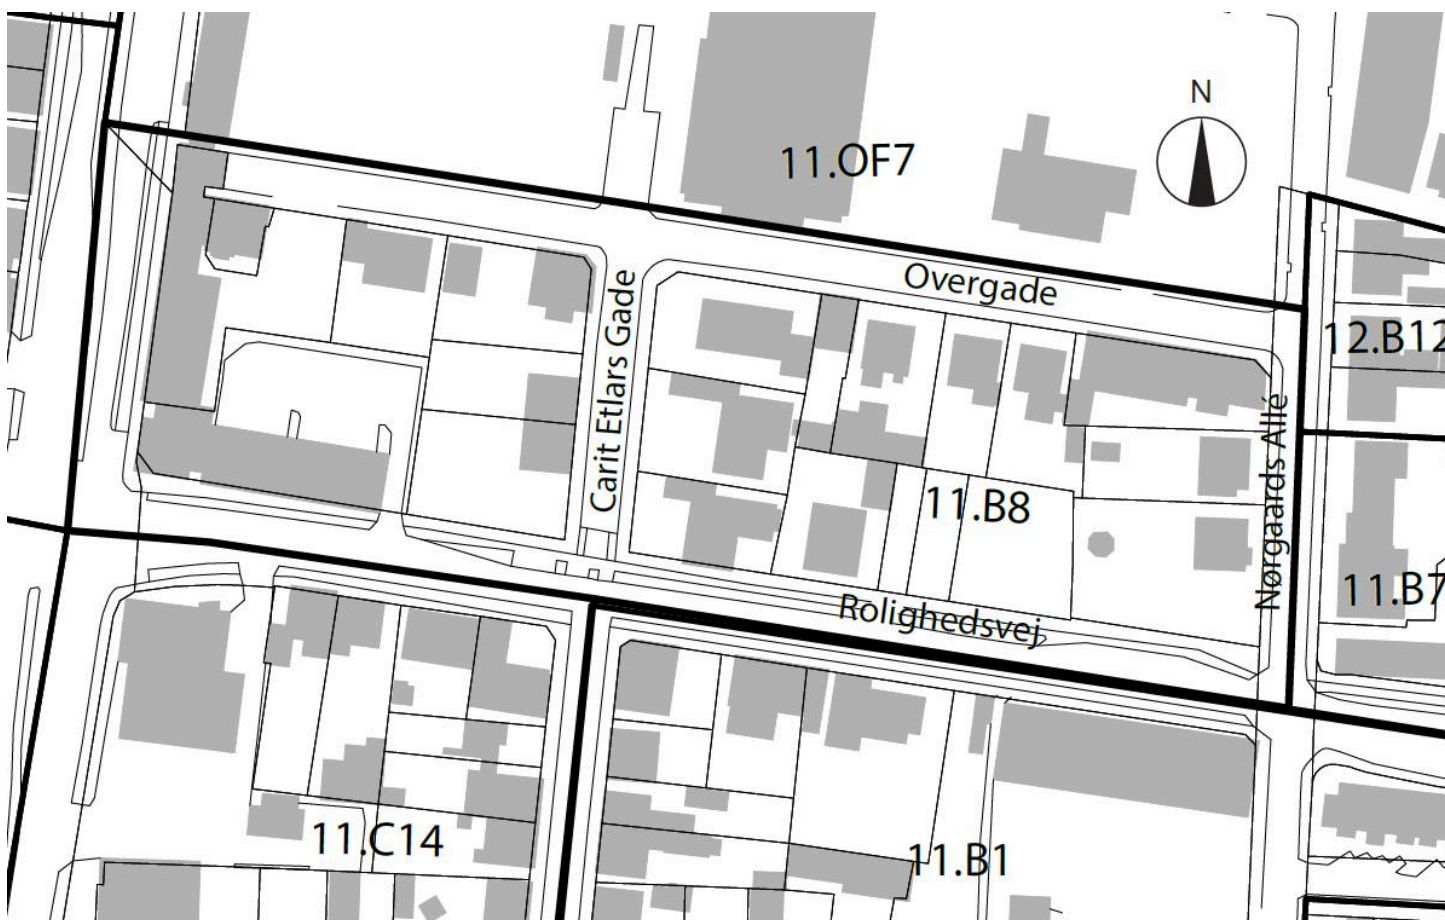 N
11.OF7
Overgade
12.B12
Carit Etlars Gade
11.B8
Nørgaards Allé
11.B7
Rolighedsvej
11.C14
11.B1